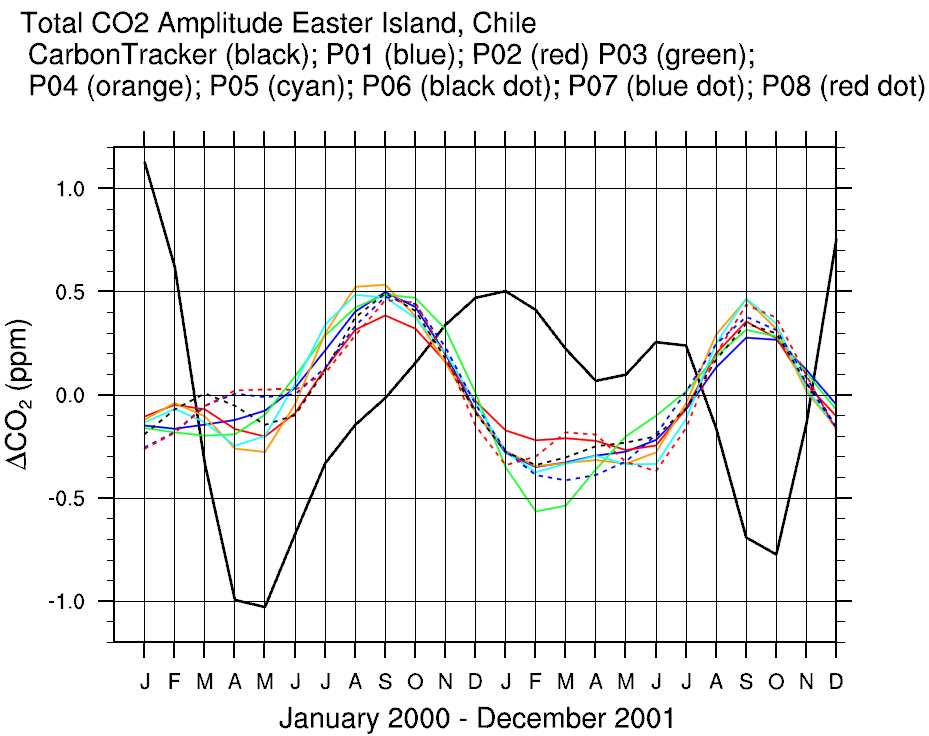 Total CO2 Amplitude Easter Island, Chile
CarbonTracker (black); P01 (blue); P02 (red) P03 (green);
P04 (orange); P05 (cyan); P06 (black dot); P07 (blue dot); P08 (red dot)
1.0
0.5
0.0
-0.5
-1.0
ΔCO₂ (ppm)
J F M A M J J A S O N D J F M A M J J A S O N D
January 2000 - December 2001